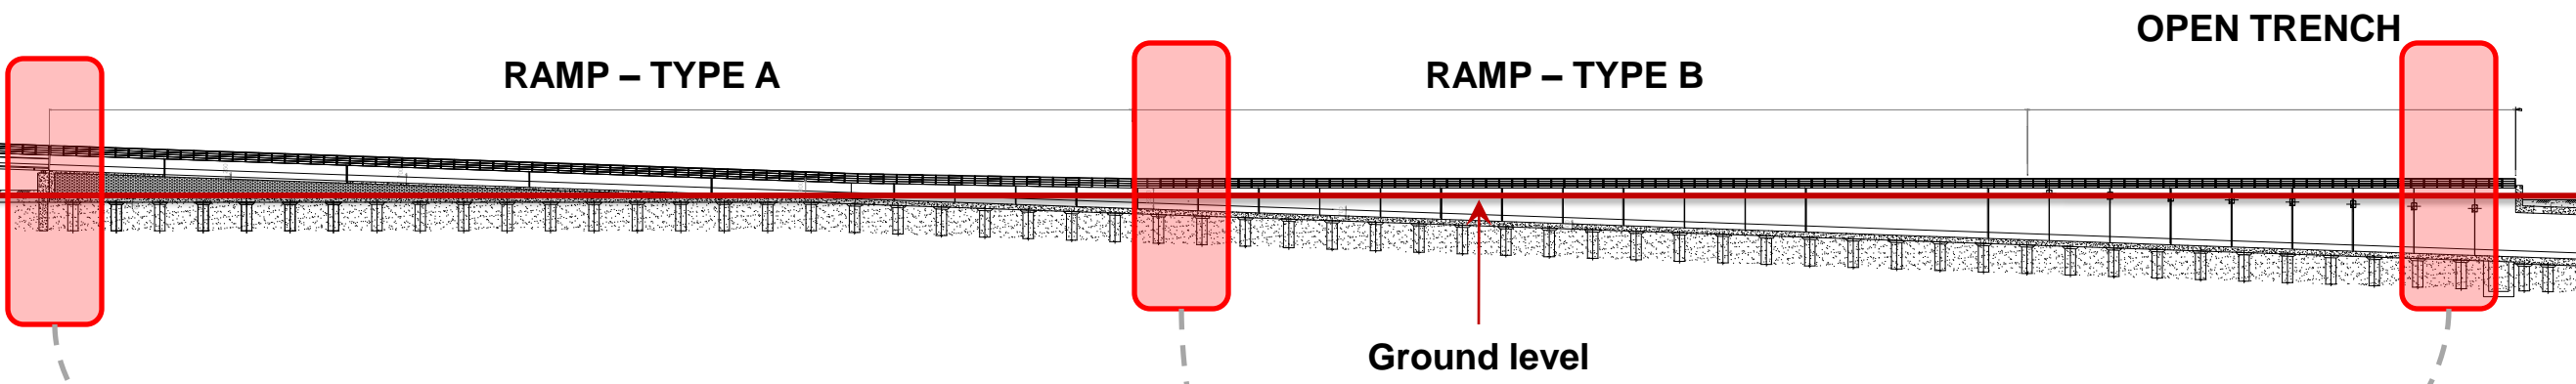 OPEN TRENCH
RAMP – TYPE A
RAMP – TYPE B
Ground level